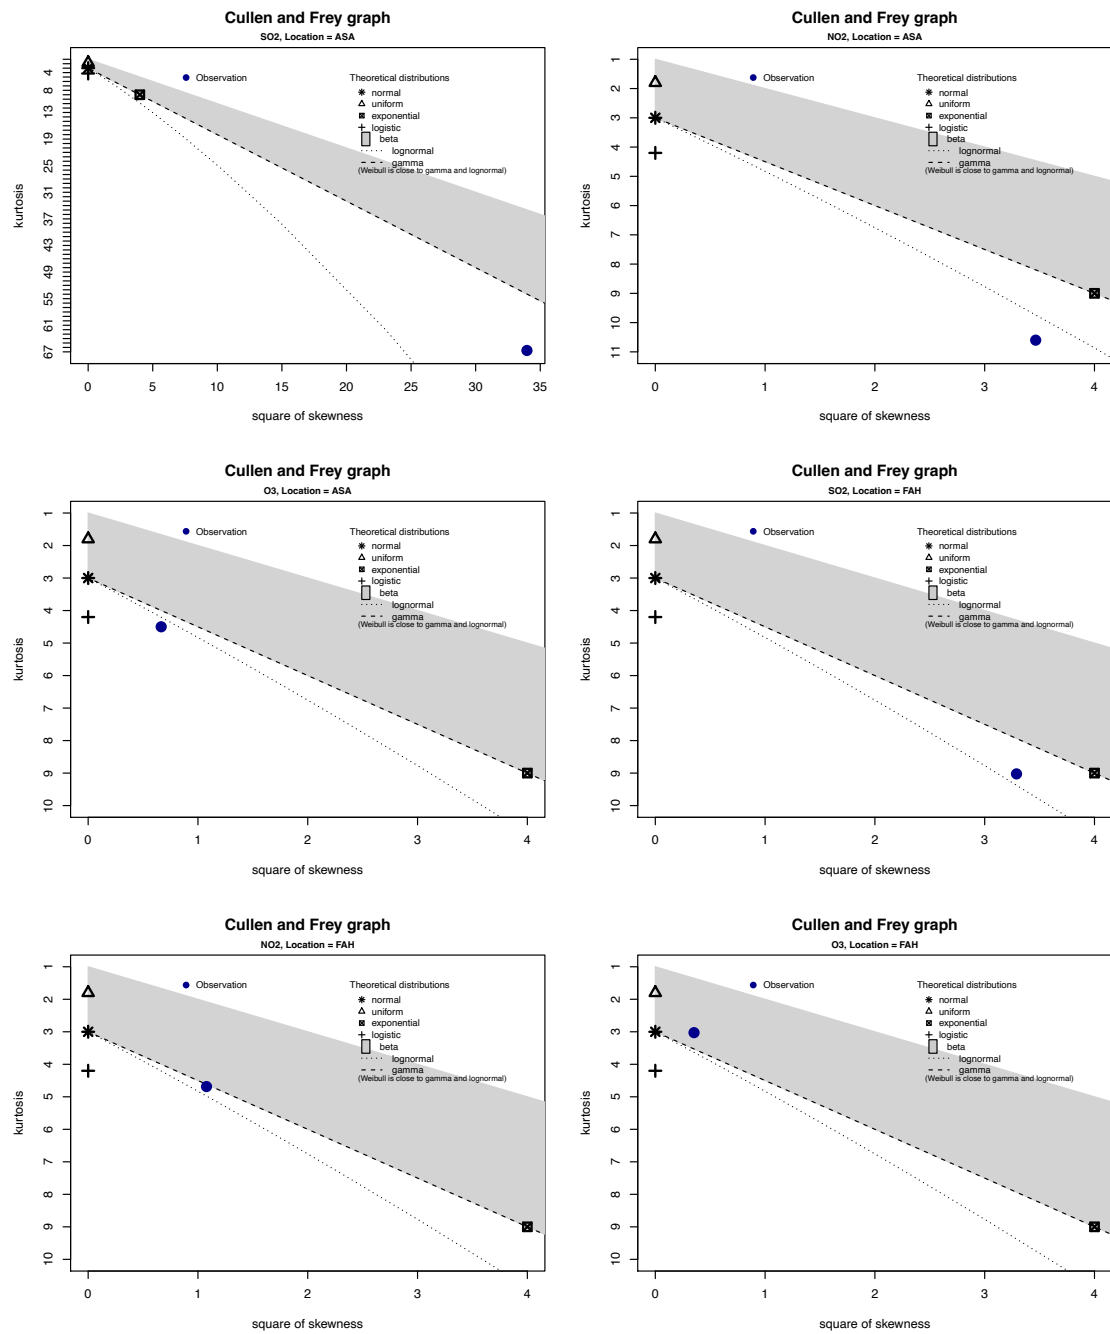 Cullen and Frey graph
SO2, Location = ASA
Observation
Theoretical distributions
normal
uniform
exponential
logistic
beta
lognormal
gamma
(Weibull is close to gamma and lognormal)
kurtosis
4
8
13
19
25
31
37
43
49
55
61
67
0 5 10 15 20 25 30 35
square of skewness
Cullen and Frey graph
NO2, Location = ASA
Observation
Theoretical distributions
normal
uniform
exponential
logistic
beta
lognormal
gamma
(Weibull is close to gamma and lognormal)
kurtosis
1
2
3
4
5
6
7
8
9
10
11
0 1 2 3 4
square of skewness
Cullen and Frey graph
O3, Location = ASA
Observation
Theoretical distributions
normal
uniform
exponential
logistic
beta
lognormal
gamma
(Weibull is close to gamma and lognormal)
kurtosis
1
2
3
4
5
6
7
8
9
10
0 1 2 3 4
square of skewness
Cullen and Frey graph
SO2, Location = FAH
Observation
Theoretical distributions
normal
uniform
exponential
logistic
beta
lognormal
gamma
(Weibull is close to gamma and lognormal)
kurtosis
1
2
3
4
5
6
7
8
9
10
0 1 2 3 4
square of skewness
Cullen and Frey graph
NO2, Location = FAH
Observation
Theoretical distributions
normal
uniform
exponential
logistic
beta
lognormal
gamma
(Weibull is close to gamma and lognormal)
kurtosis
1
2
3
4
5
6
7
8
9
10
0 1 2 3 4
square of skewness
Cullen and Frey graph
O3, Location = FAH
Observation
Theoretical distributions
normal
uniform
exponential
logistic
beta
lognormal
gamma
(Weibull is close to gamma and lognormal)
kurtosis
1
2
3
4
5
6
7
8
9
10
0 1 2 3 4
square of skewness